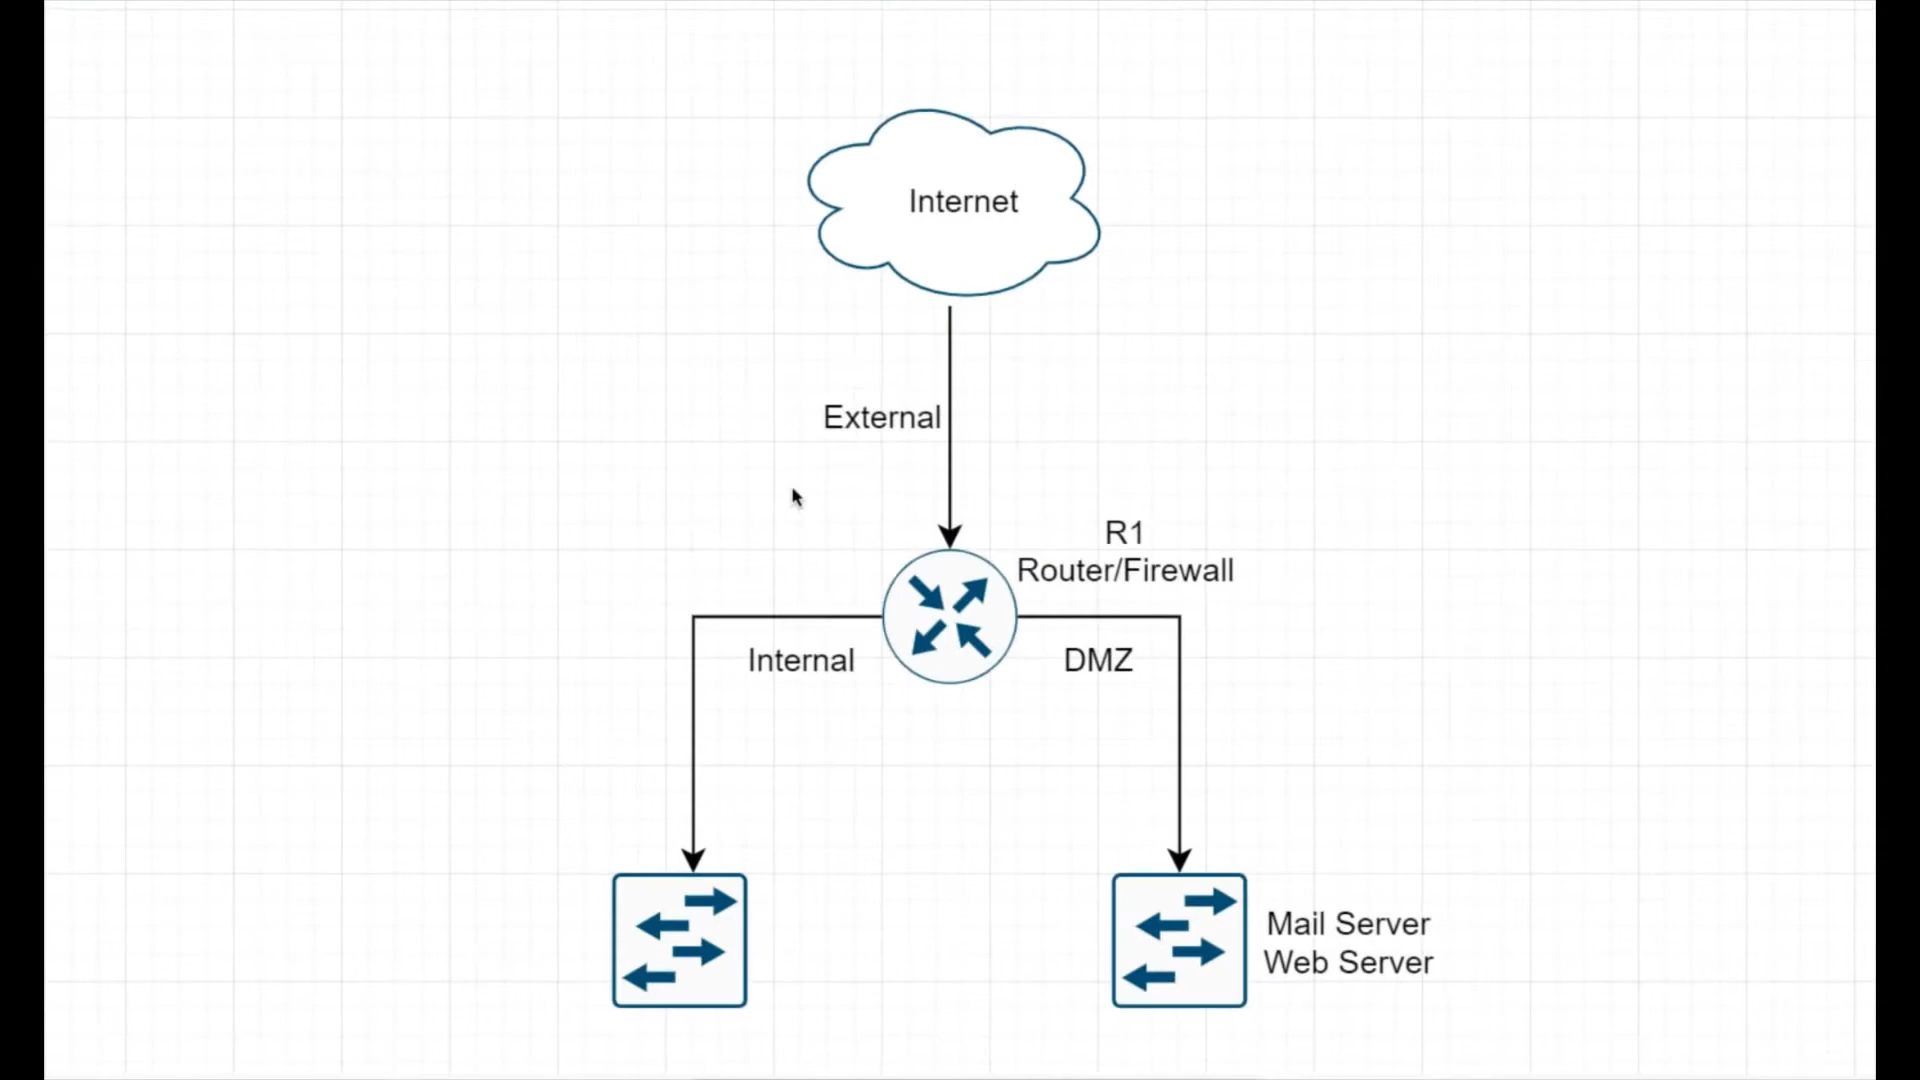 Internet
External
R1
Router/Firewall
Internal
DMZ
Mail Server
Web Server